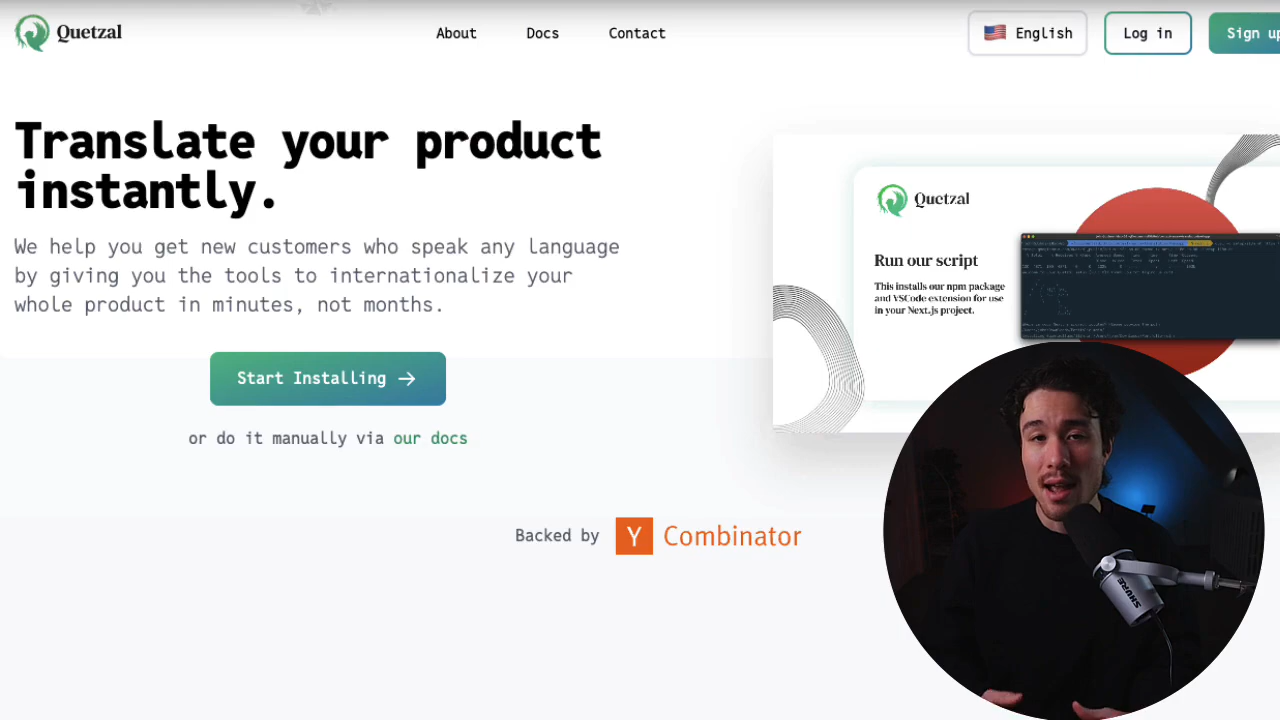 Quetzal
About
Docs
Contact
English
Log in
Sign up
Translate your product
instantly.
We help you get new customers who speak any language
by giving you the tools to internationalize your
whole product in minutes, not months.
Start Installing →
or do it manually via our docs
Quetzal
Run our script
This installs our npm package
and VSCode extension for use
in your Next.js project.
Backed by
Y Combinator
SHURE